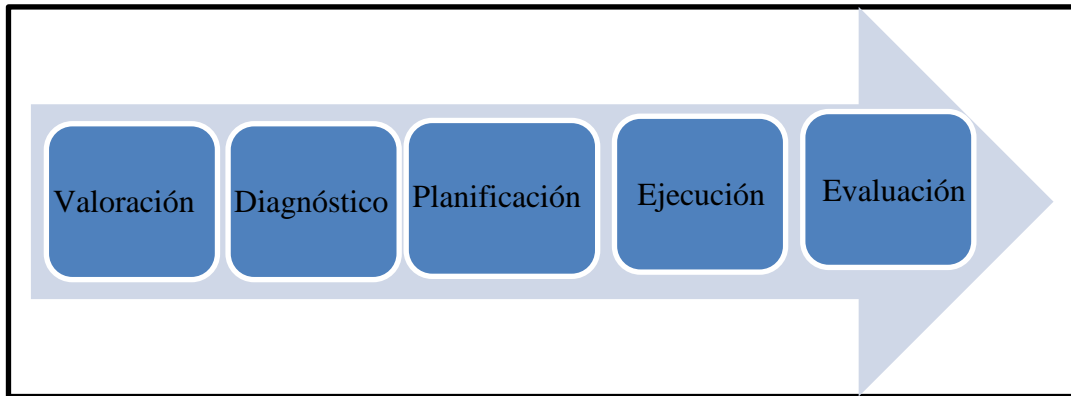 Valoración
Diagnóstico
Planificación
Ejecución
Evaluación